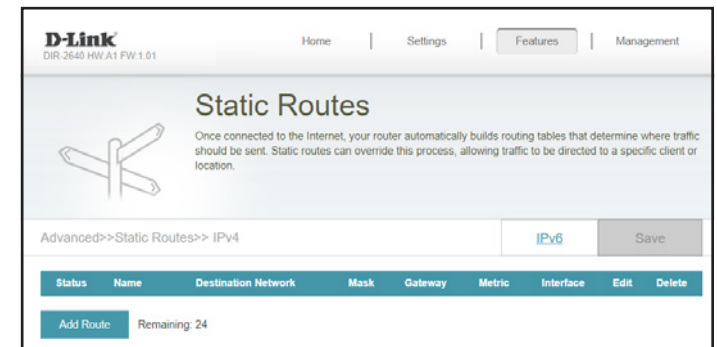 D-Link
DIR-2640 HW:A1 FW:1.01
Home | Settings | Features | Management
Static Routes
Once connected to the Internet, your router automatically builds routing tables that determine where traffic
should be sent. Static routes can override this process, allowing traffic to be directed to a specific client or
location.
Advanced>>Static Routes>> IPv4
IPv6
Save
Status Name Destination Network Mask Gateway Metric Interface Edit Delete
Add Route Remaining: 24